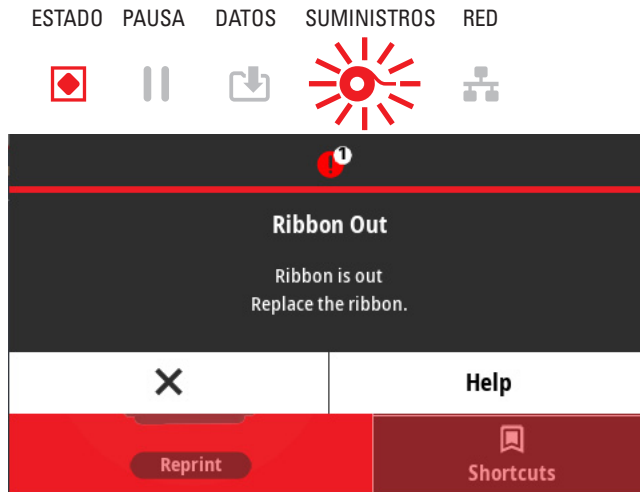 ESTADO PAUSA DATOS SUMINISTROS RED
1
Ribbon Out
Ribbon is out
Replace the ribbon.
Help
Reprint
Shortcuts